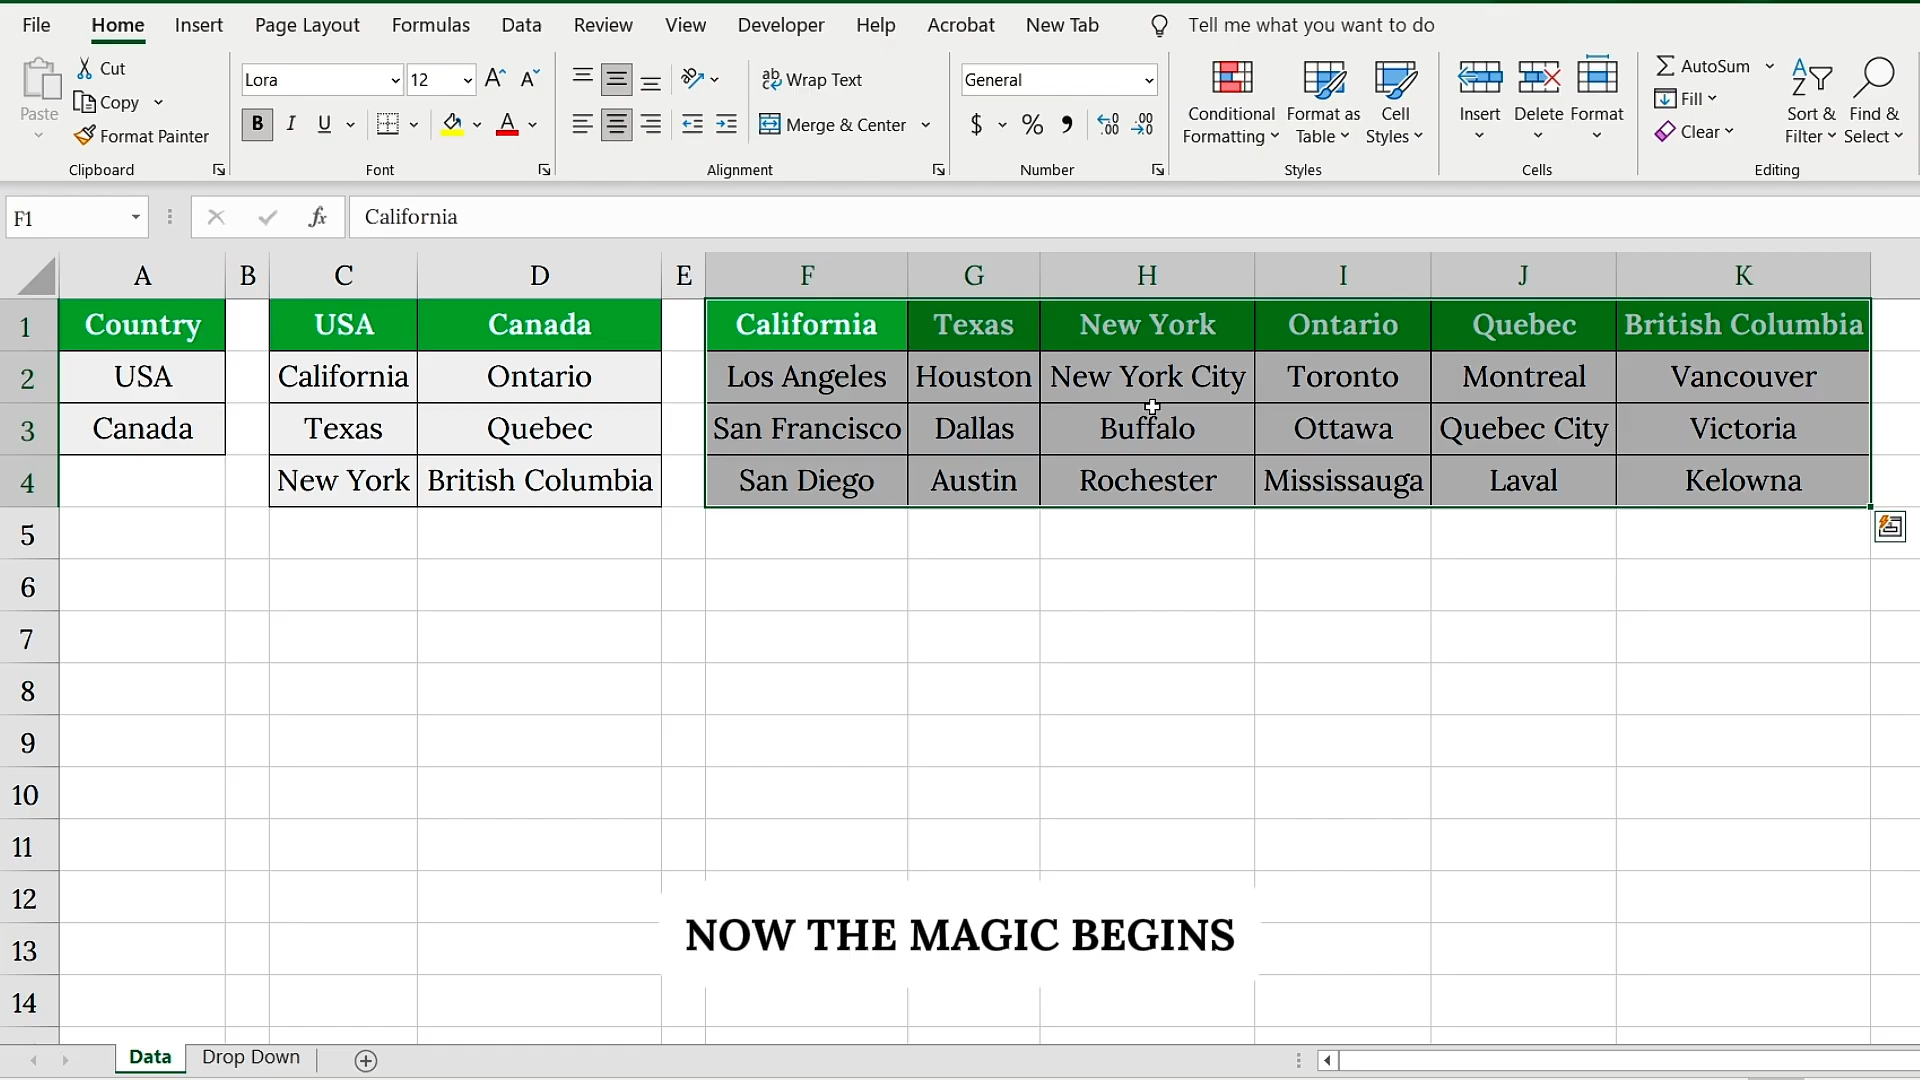 File Home Insert Page Layout Formulas Data Review View Developer Help Acrobat New Tab Tell me what you want to do
Paste
Cut
Copy
Format Painter
Clipboard
Lora 12
B I U
Font
Wrap Text
Merge & Center
Alignment
General
$ % ,
Number
Conditional Formatting
Format as Table
Cell Styles
Styles
Insert Delete Format
Cells
AutoSum
Fill
Clear
Sort & Filter
Find & Select
Editing
F1 fx California
A B C D E F G H I J K
1 Country USA Canada California Texas New York Ontario Quebec British Columbia
2 USA California Ontario Los Angeles Houston New York City Toronto Montreal Vancouver
3 Canada Texas Quebec San Francisco Dallas Buffalo Ottawa Quebec City Victoria
4 New York British Columbia San Diego Austin Rochester Mississauga Laval Kelowna
5
6
7
8
9
10
11
12
NOW THE MAGIC BEGINS
13
14
Data Drop Down